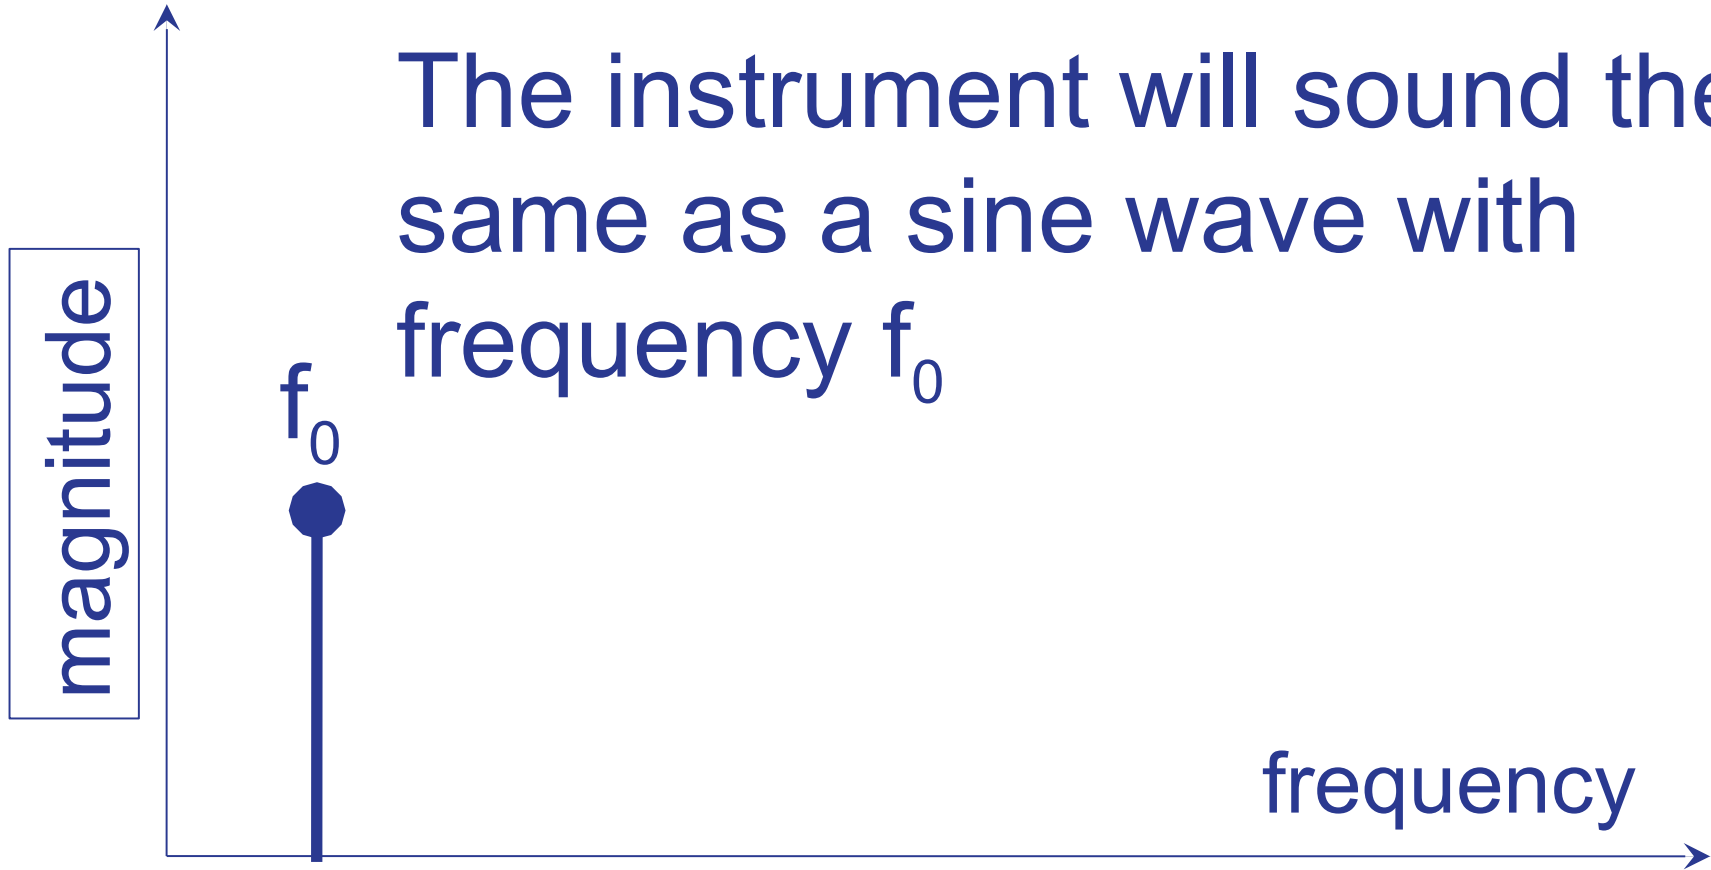 The instrument will sound the
same as a sine wave with
frequency f₀
f₀
magnitude
frequency